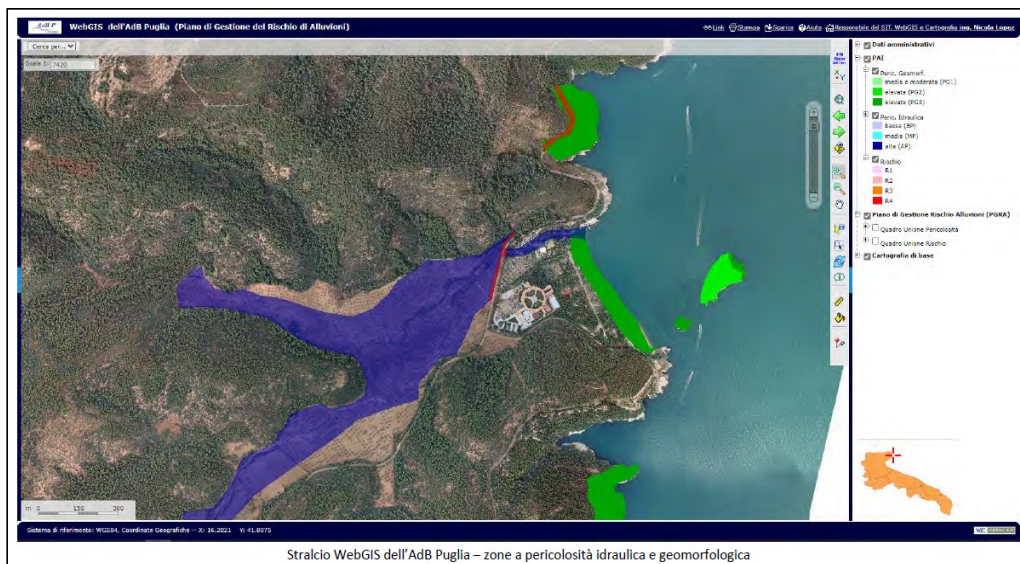 AdB P
WebGIS dell'AdB Puglia (Piano di Gestione del Rischio di Alluvioni)
Link Stampa Scarica Aiuto Responsabile del SIT, WebGIS e Cartografia ing. Nicola Lopez
Cerca per...
Scala 1: 7420
Dati amministrativi
PAI
Peric. Geomorf.
media e moderata (PG1)
elevata (PG2)
elevata (PG3)
Peric. Idraulica
bassa (BP)
media (MP)
alta (AP)
Rischio
R1
R2
R3
R4
Piano di Gestione Rischio Alluvioni (PGRA)
Quadro Unione Pericolosità
Quadro Unione Rischio
Cartografia di base
m 0 150 300
Sistema di riferimento: WGS84, Coordinate Geografiche -- X: 16.2021 Y: 41.8075
Stralcio WebGIS dell'AdB Puglia – zone a pericolosità idraulica e geomorfologica